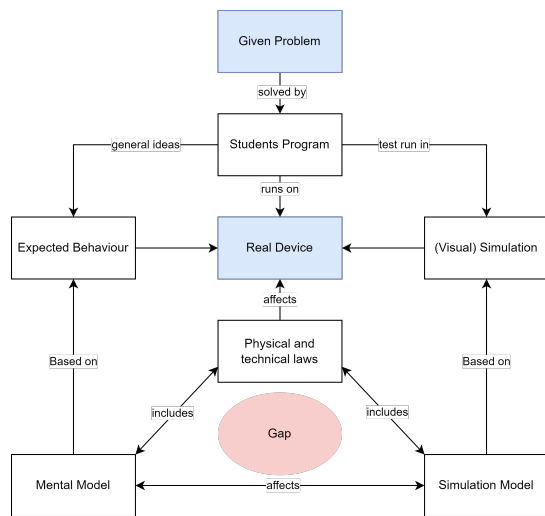 Given Problem
solved by
general ideas
Students Program
test run in
runs on
Expected Behaviour
Real Device
(Visual) Simulation
affects
Physical and
technical laws
Based on
Based on
includes
includes
Gap
Mental Model
affects
Simulation Model